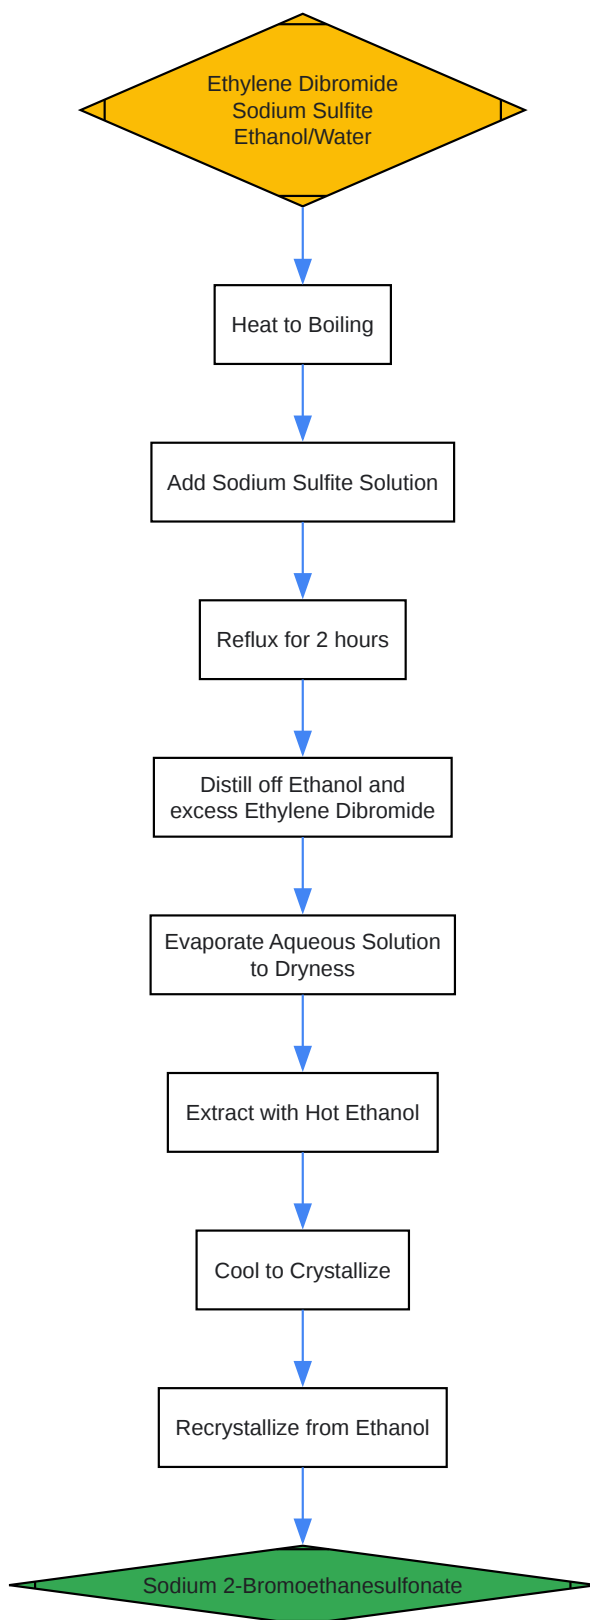 Ethylene Dibromide
Sodium Sulfite
Ethanol/Water
Heat to Boiling
Add Sodium Sulfite Solution
Reflux for 2 hours
Distill off Ethanol and
excess Ethylene Dibromide
Evaporate Aqueous Solution
to Dryness
Extract with Hot Ethanol
Cool to Crystallize
Recrystallize from Ethanol
Sodium 2-Bromoethanesulfonate